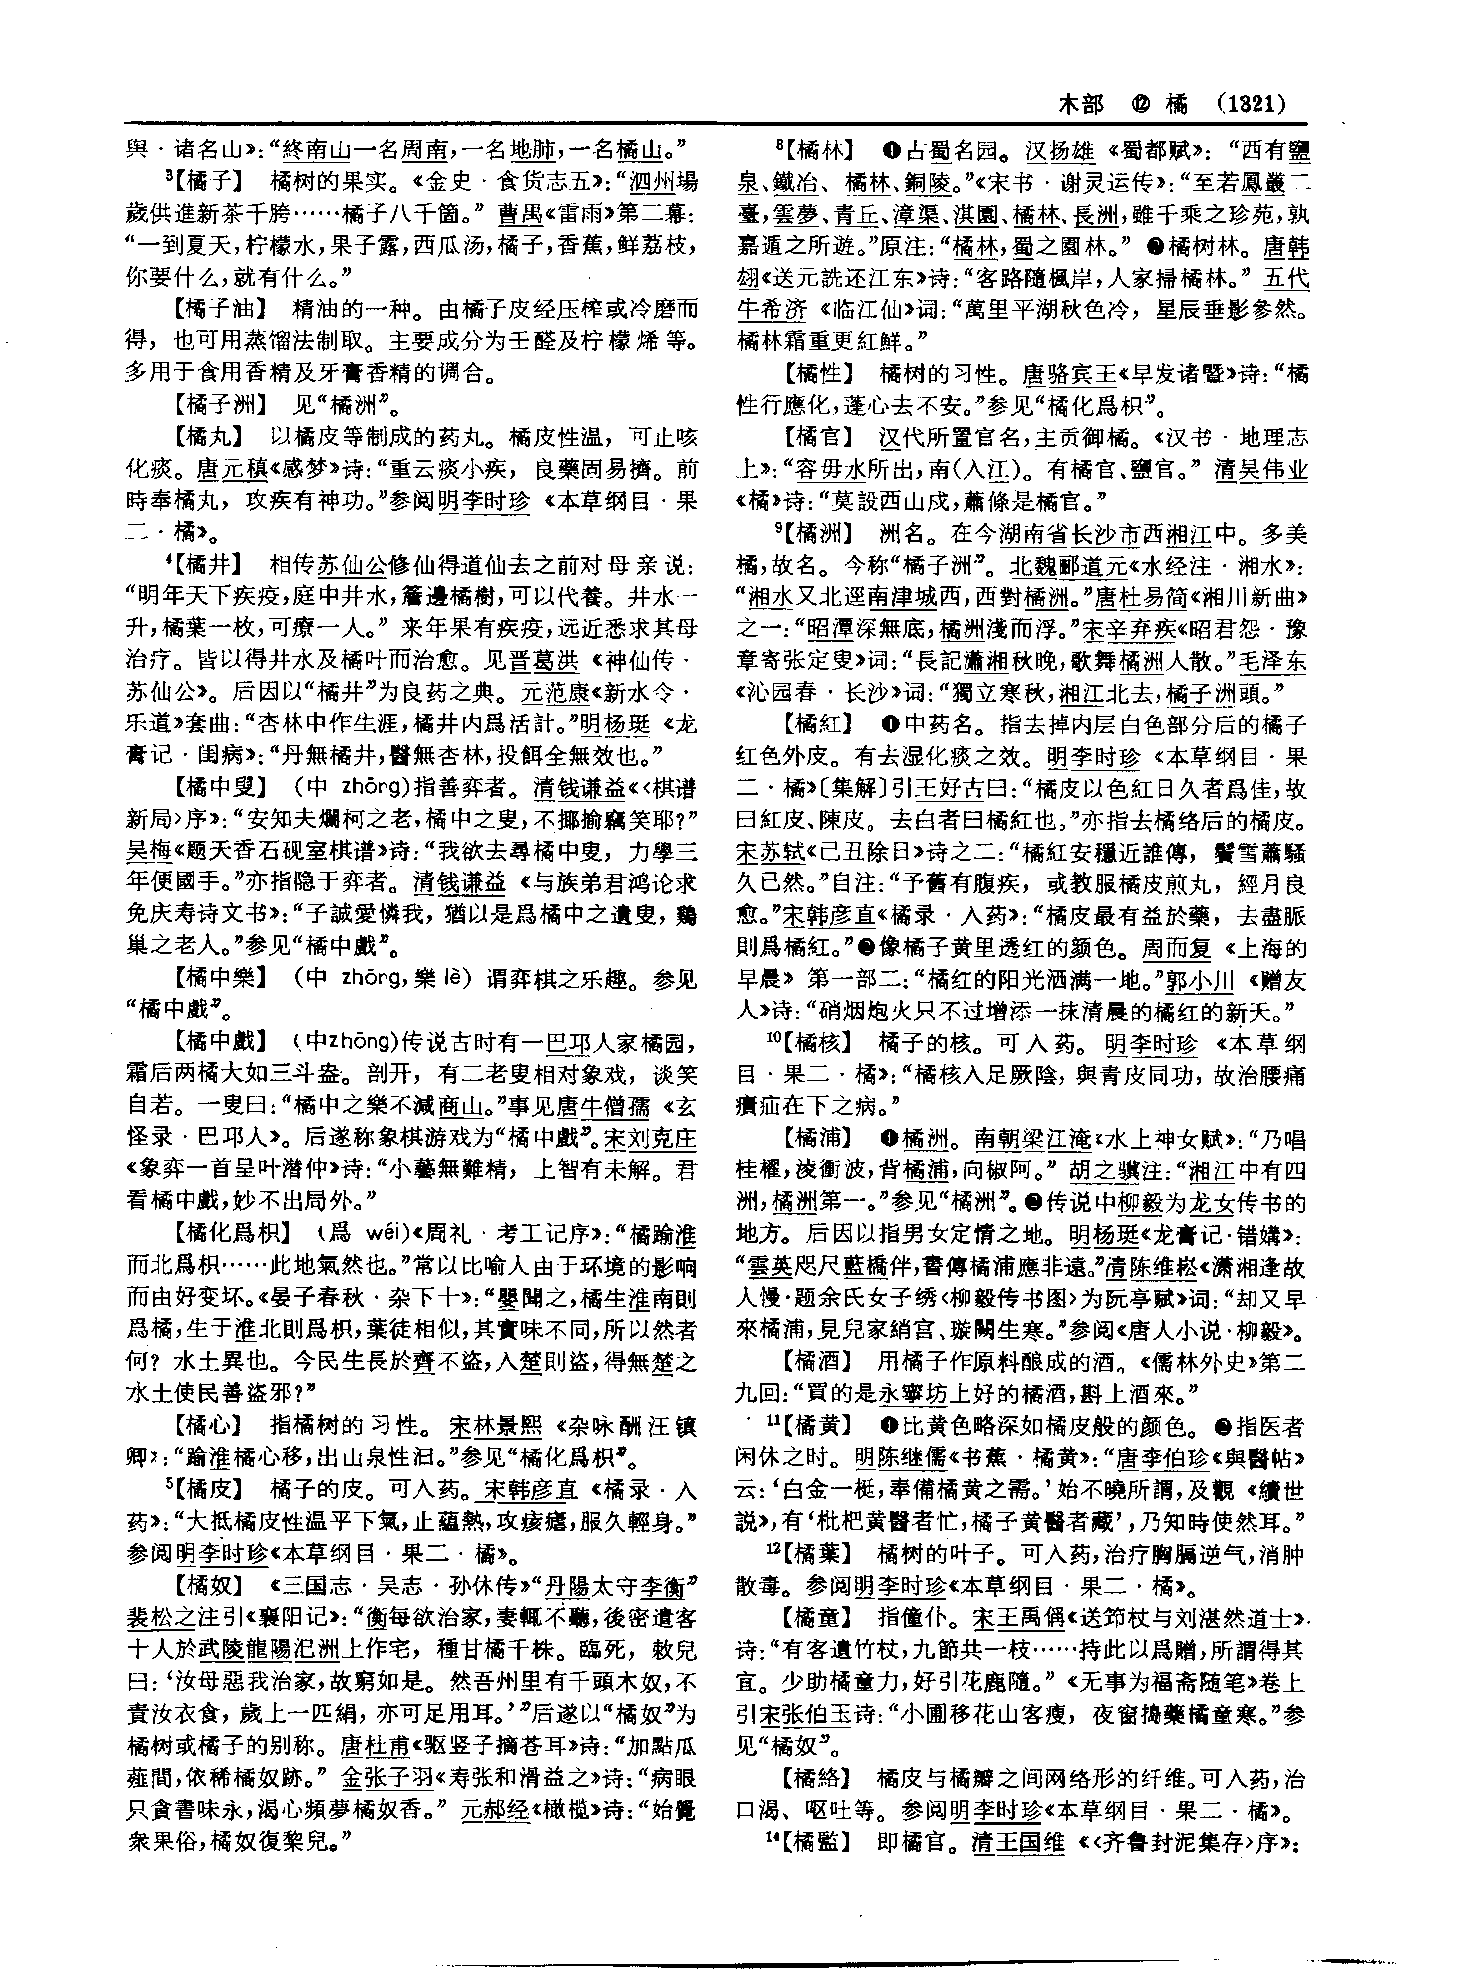 木部 ⑫ 橘 (1321)
與·诸名山》：“終南山一名周南，一名地肺，一名橘山。”
³【橘子】 橘树的果实。《金史·食货志五》：“泗州場
歲供進新茶千胯……橘子八千箇。” 曹禺《雷雨》第二幕：
“一到夏天，柠檬水，果子露，西瓜汤，橘子，香蕉，鲜荔枝，
你要什么，就有什么。”
【橘子油】 精油的一种。由橘子皮经压榨或冷磨而
得，也可用蒸馏法制取。主要成分为壬醛及柠檬烯等。
多用于食用香精及牙膏香精的调合。
【橘子洲】 见“橘洲”。
【橘丸】 以橘皮等制成的药丸。橘皮性温，可止咳
化痰。唐元稹《感梦》诗：“重云痰小疾，良藥固易擠。前
時奉橘丸，攻疾有神功。”参阅明李时珍《本草纲目·果
二·橘》。
⁴【橘井】 相传苏仙公修仙得道仙去之前对母亲说：
“明年天下疾疫，庭中井水，簷邊橘樹，可以代養。井水一
升，橘葉一枚，可療一人。” 来年果有疾疫，远近悉求其母
治疗。皆以得井水及橘叶而治愈。见晋葛洪《神仙传·
苏仙公》。后因以“橘井”为良药之典。元范康《新水令·
乐道》套曲：“杏林中作生涯，橘井内爲活計。”明杨珽《龙
膏记·闺病》：“丹無橘井，醫無杏林，投餌全無效也。”
【橘中叟】 (中 zhōng)指善弈者。清钱谦益《〈棋谱
新局〉序》：“安知夫爛柯之老，橘中之叟，不揶揄竊笑耶？”
吴梅《题天香石砚室棋谱》诗：“我欲去尋橘中叟，力學三
年便國手。”亦指隐于弈者。清钱谦益《与族弟君鸿论求
免庆寿诗文书》：“子誠愛憐我，猶以是爲橘中之遺叟，鷄
巢之老人。”参见“橘中戲”。
【橘中樂】 (中 zhōng，樂 lè) 谓弈棋之乐趣。参见
“橘中戲”。
【橘中戲】 (中zhōng)传说古时有一巴邛人家橘园，
霜后两橘大如三斗盎。剖开，有二老叟相对象戏，谈笑
自若。一叟曰：“橘中之樂不減商山。”事见唐牛僧孺《玄
怪录·巴邛人》。后遂称象棋游戏为“橘中戲”。宋刘克庄
《象弈一首呈叶潜仲》诗：“小藝無難精，上智有未解。君
看橘中戲，妙不出局外。”
【橘化爲枳】 (爲 wéi)《周礼·考工记序》：“橘踰淮
而北爲枳……此地氣然也。”常以比喻人由于环境的影响
而由好变坏。《晏子春秋·杂下十》：“嬰聞之，橘生淮南則
爲橘，生于淮北則爲枳，葉徒相似，其實味不同，所以然者
何？水土異也。今民生長於齊不盜，入楚則盜，得無楚之
水土使民善盜邪？”
【橘心】 指橘树的习性。宋林景熙《杂咏酬汪镇
卿》：“踰淮橘心移，出山泉性汩。”参见“橘化爲枳”。
⁵【橘皮】 橘子的皮。可入药。宋韩彦直《橘录·入
药》：“大抵橘皮性温平下氣，止蘊熱，攻痰瘧，服久輕身。”
参阅明李时珍《本草纲目·果二·橘》。
【橘奴】 《三国志·吴志·孙休传》“丹陽太守李衡”
裴松之注引《襄阳记》：“衡每欲治家，妻輒不聽，後密遣客
十人於武陵龍陽汜洲上作宅，種甘橘千株。臨死，敕兒
曰：‘汝母惡我治家，故窮如是。然吾州里有千頭木奴，不
責汝衣食，歲上一匹絹，亦可足用耳。’”后遂以“橘奴”为
橘树或橘子的别称。唐杜甫《驱竖子摘苍耳》诗：“加點瓜
薤間，依稀橘奴跡。” 金张子羽《寿张和滑益之》诗：“病眼
只貪書味永，渴心頻夢橘奴香。” 元郝经《橄榄》诗：“始覺
衆果俗，橘奴復黎兒。”
⁸【橘林】 ❶占蜀名园。汉扬雄《蜀都赋》：“西有鹽
泉、鐵冶、橘林、銅陵。”《宋书·谢灵运传》：“至若鳳叢二
臺，雲夢、青丘、漳渠、淇園、橘林、長洲，雖千乘之珍苑，孰
嘉遁之所遊。”原注：“橘林，蜀之園林。” ❷橘树林。唐韩
翃《送元詵还江东》诗：“客路隨楓岸，人家掃橘林。” 五代
牛希济《临江仙》词：“萬里平湖秋色冷，星辰垂影參然。
橘林霜重更紅鮮。”
【橘性】 橘树的习性。唐骆宾王《早发诸暨》诗：“橘
性行應化，蓬心去不安。”参见“橘化爲枳”。
【橘官】 汉代所置官名，主贡御橘。《汉书·地理志
上》：“容毋水所出，南(入江)。有橘官、鹽官。” 清吴伟业
《橘》诗：“莫設西山戍，蕭條是橘官。”
⁹【橘洲】 洲名。在今湖南省长沙市西湘江中。多美
橘，故名。今称“橘子洲”。北魏郦道元《水经注·湘水》：
“湘水又北逕南津城西，西對橘洲。”唐杜易简《湘川新曲》
之一：“昭潭深無底，橘洲淺而浮。”宋辛弃疾《昭君怨·豫
章寄张定叟》词：“長記瀟湘秋晚，歌舞橘洲人散。”毛泽东
《沁园春·长沙》词：“獨立寒秋，湘江北去，橘子洲頭。”
【橘紅】 ❶中药名。指去掉内层白色部分后的橘子
红色外皮。有去湿化痰之效。明李时珍《本草纲目·果
二·橘》〔集解〕引王好古曰：“橘皮以色紅日久者爲佳，故
曰紅皮、陳皮。去白者曰橘紅也。”亦指去橘络后的橘皮。
宋苏轼《己丑除日》诗之二：“橘紅安穩近誰傳，鬢雪蕭騷
久已然。”自注：“予舊有腹疾，或教服橘皮煎丸，經月良
愈。”宋韩彦直《橘录·入药》：“橘皮最有益於藥，去盡脈
則爲橘紅。”❷像橘子黄里透红的颜色。周而复《上海的
早晨》第一部二：“橘红的阳光洒满一地。”郭小川《赠友
人》诗：“硝烟炮火只不过增添一抹清晨的橘红的新天。”
¹⁰【橘核】 橘子的核。可入药。明李时珍《本草纲
目·果二·橘》：“橘核入足厥陰，與青皮同功，故治腰痛
㿉疝在下之病。”
【橘浦】 ❶橘洲。南朝梁江淹《水上神女赋》：“乃唱
桂櫂，淩衝波，背橘浦，向椒阿。” 胡之骥注：“湘江中有四
洲，橘洲第一。”参见“橘洲”。❷传说中柳毅为龙女传书的
地方。后因以指男女定情之地。明杨珽《龙膏记·错媾》：
“雲英咫尺藍橋伴，書傳橘浦應非遠。”清陈维崧《潇湘逢故
人慢·题余氏女子绣〈柳毅传书图〉为阮亭赋》词：“却又早
來橘浦，見兒家綃宫、璇闕生寒。”参阅《唐人小说·柳毅》。
【橘酒】 用橘子作原料酿成的酒。《儒林外史》第二
九回：“買的是永寧坊上好的橘酒，斟上酒來。”
¹¹【橘黄】 ❶比黄色略深如橘皮般的颜色。❷指医者
闲休之时。明陈继儒《书蕉·橘黄》：“唐李伯珍《與醫帖》
云：‘白金一梃，奉備橘黄之需。’始不曉所謂，及觀《續世
説》，有‘枇杷黄醫者忙，橘子黄醫者藏’，乃知時使然耳。”
¹²【橘葉】 橘树的叶子。可入药，治疗胸膈逆气，消肿
散毒。参阅明李时珍《本草纲目·果二·橘》。
【橘童】 指僮仆。宋王禹偁《送筇杖与刘湛然道士》
诗：“有客遺竹杖，九節共一枝……持此以爲贈，所謂得其
宜。少助橘童力，好引花鹿隨。” 《无事为福斋随笔》卷上
引宋张伯玉诗：“小圃移花山客瘦，夜窗搗藥橘童寒。”参
见“橘奴”。
【橘絡】 橘皮与橘瓣之间网络形的纤维。可入药，治
口渴、呕吐等。参阅明李时珍《本草纲目·果二·橘》。
¹⁴【橘監】 即橘官。清王国维《〈齐鲁封泥集存〉序》：